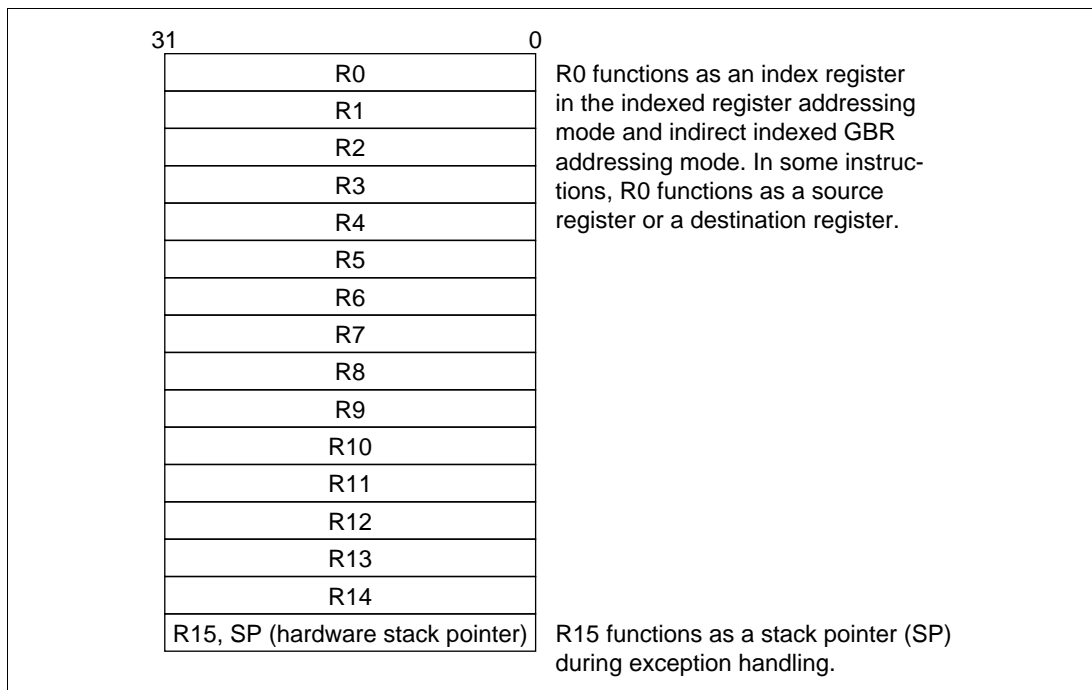 31 0
R0
R1
R2
R3
R4
R5
R6
R7
R8
R9
R10
R11
R12
R13
R14
R15, SP (hardware stack pointer)
R0 functions as an index register
in the indexed register addressing
mode and indirect indexed GBR
addressing mode. In some instruc-
tions, R0 functions as a source
register or a destination register.
R15 functions as a stack pointer (SP)
during exception handling.